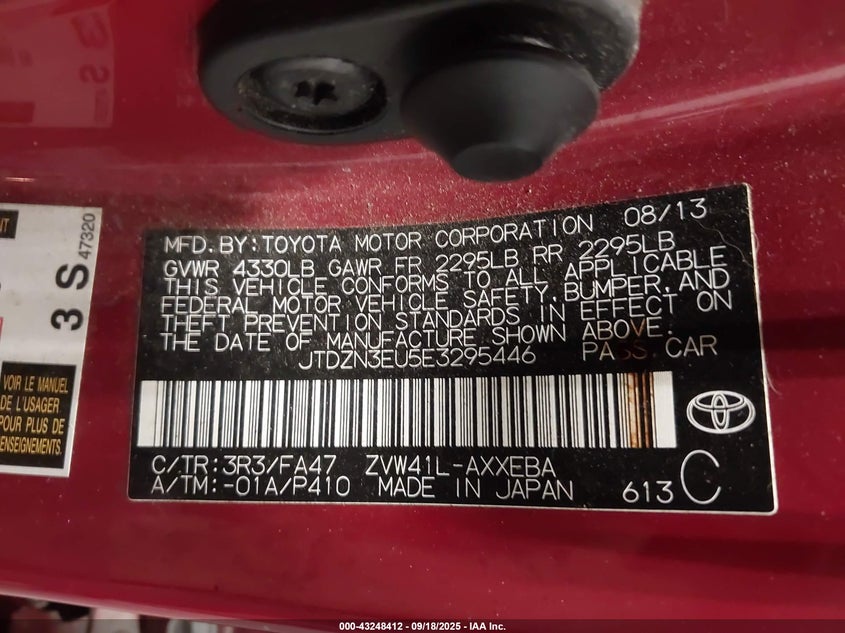 47320
3 S
VOIR LE MANUEL
DE L'USAGER
POUR PLUS DE
RENSEIGNEMENTS.
MFD. BY: TOYOTA MOTOR CORPORATION 08/13
GVWR 4330LB GAWR FR 2295LB RR 2295LB
THIS VEHICLE CONFORMS TO ALL APPLICABLE
FEDERAL MOTOR VEHICLE SAFETY, BUMPER, AND
THEFT PREVENTION STANDARDS IN EFFECT ON
THE DATE OF MANUFACTURE SHOWN ABOVE.
JTDZN3EU5E3295446 PASS. CAR
C/TR: 3R3/FA47 ZVW41L-AXXEBA
A/TM: -01A/P410 MADE IN JAPAN 613 C
000-43248412 - 09/18/2025 - IAA Inc.